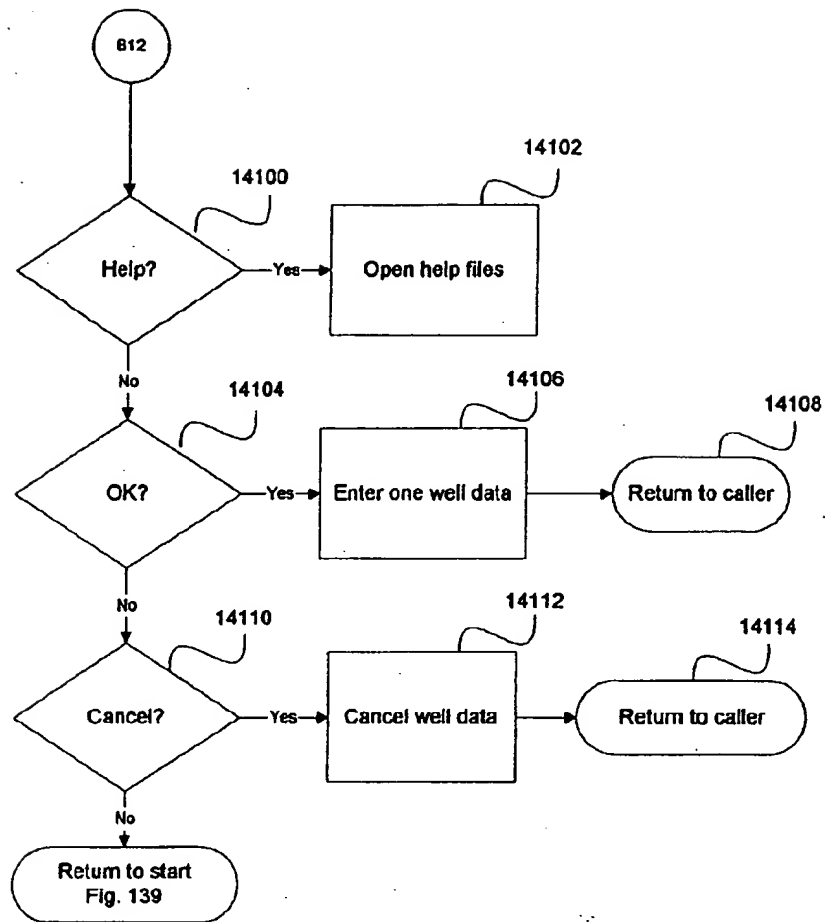 B12
14100
14102
Help?
Yes
Open help files
No
14104
14106
14108
OK?
Yes
Enter one well data
Return to caller
No
14110
14112
14114
Cancel?
Yes
Cancel well data
Return to caller
No
Return to start
Fig. 139